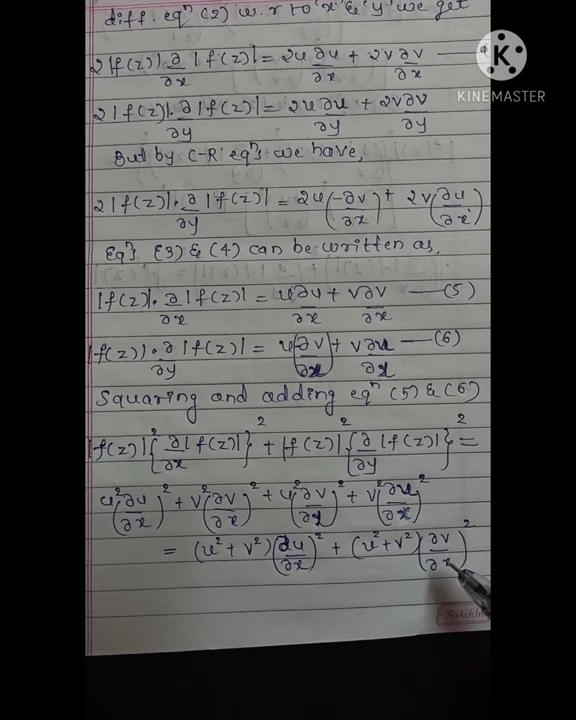 diff. eqⁿ (2) w.r to 'x' & 'y' we get
2|f(z)|. ∂/∂x |f(z)| = 2u ∂u/∂x + 2v ∂v/∂x —
KINEMASTER
2|f(z)|. ∂/∂y |f(z)| = 2u ∂u/∂y + 2v ∂v/∂y
But by C-R eqⁿs we have,
2|f(z)|. ∂/∂y |f(z)| = 2u(-∂v/∂x) + 2v(∂u/∂x)
Eqⁿs (3) & (4) can be written as,
|f(z)|. ∂/∂x |f(z)| = u ∂u/∂x + v ∂v/∂x —(5)
|f(z)|. ∂/∂y |f(z)| = u(∂v/∂x) + v ∂u/∂x —(6)
Squaring and adding eqⁿ (5) & (6)
|f(z)|² {∂/∂x |f(z)|}² + |f(z)|² {∂/∂y |f(z)|}² =
u²(∂u/∂x)² + v²(∂v/∂x)² + u²(∂v/∂x)² + v²(∂u/∂x)²
= (u² + v²)(∂u/∂x)² + (u² + v²)(∂v/∂x)²